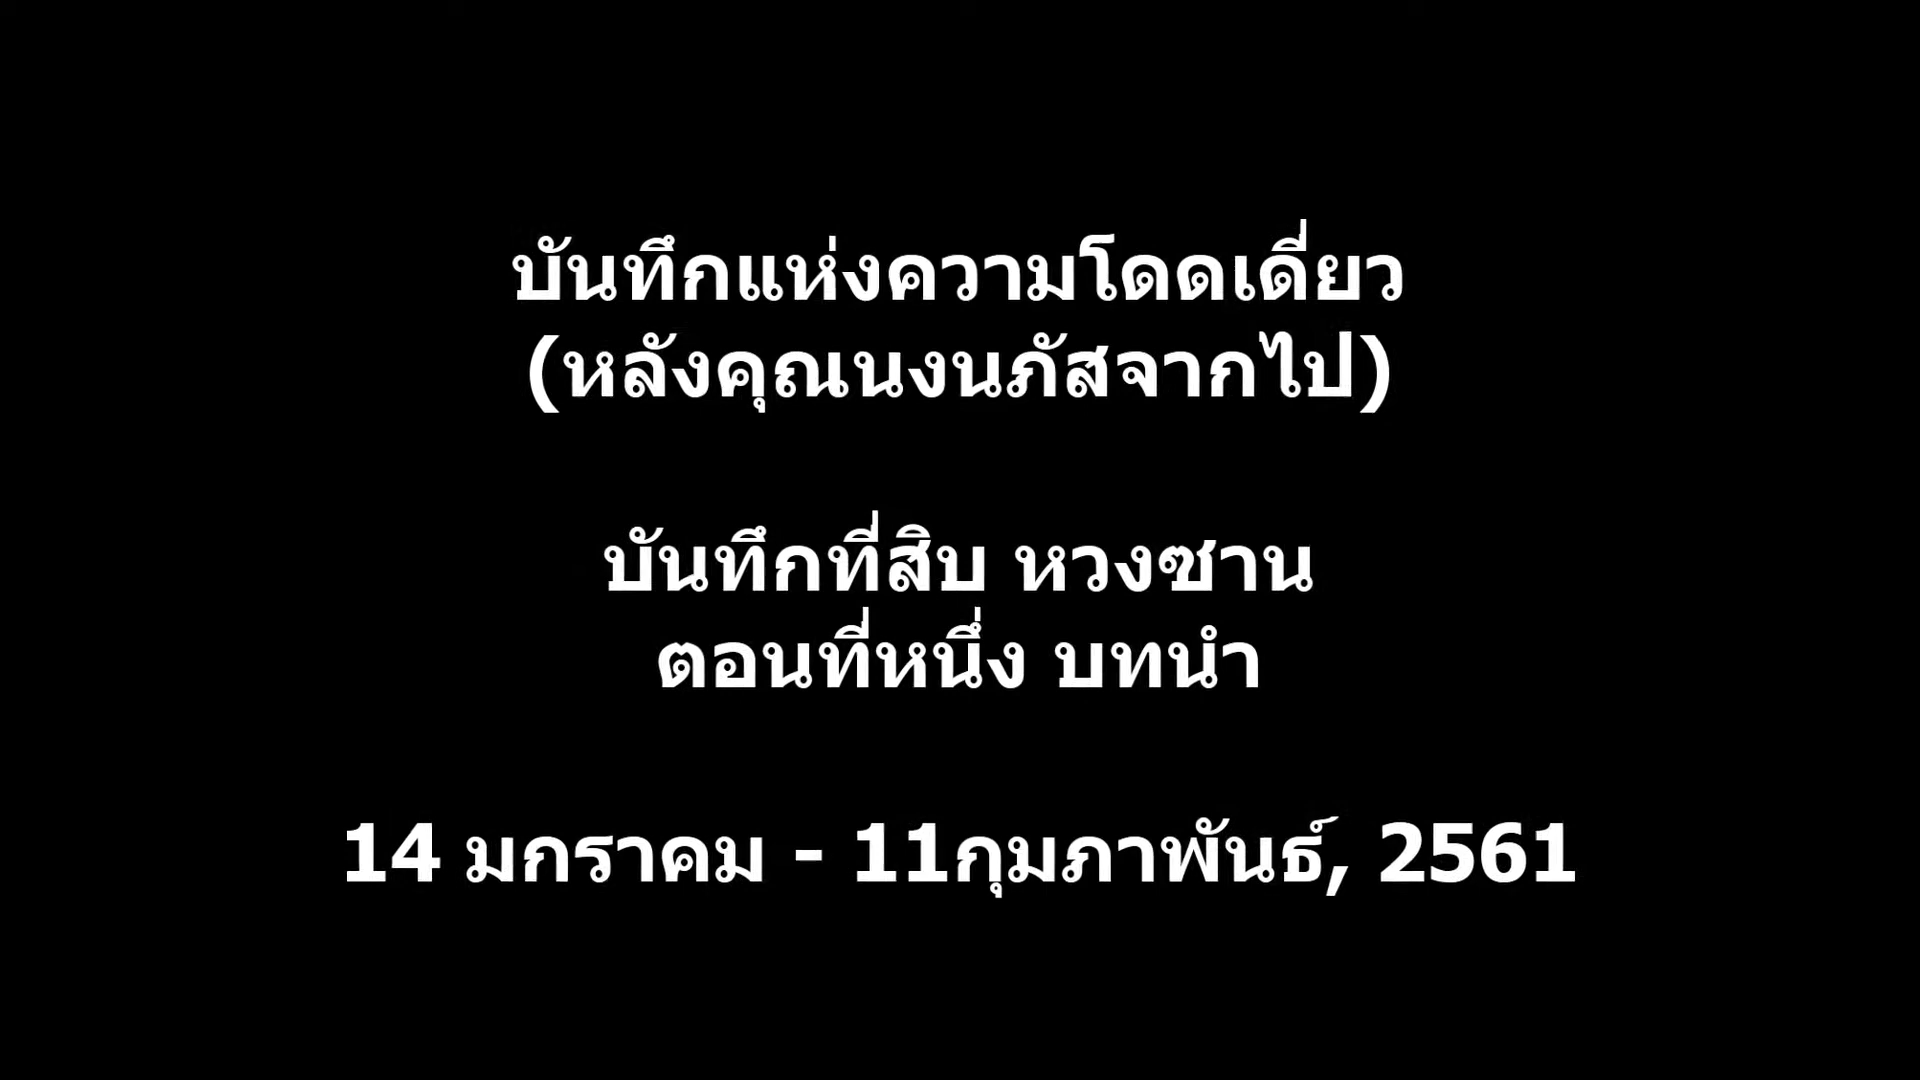 บันทึกแห่งความโดดเดี่ยว
(หลังคุณนงนภัสจากไป)
บันทึกที่สิบ หวงซาน
ตอนที่หนึ่ง บทนำ
14 มกราคม - 11กุมภาพันธ์, 2561